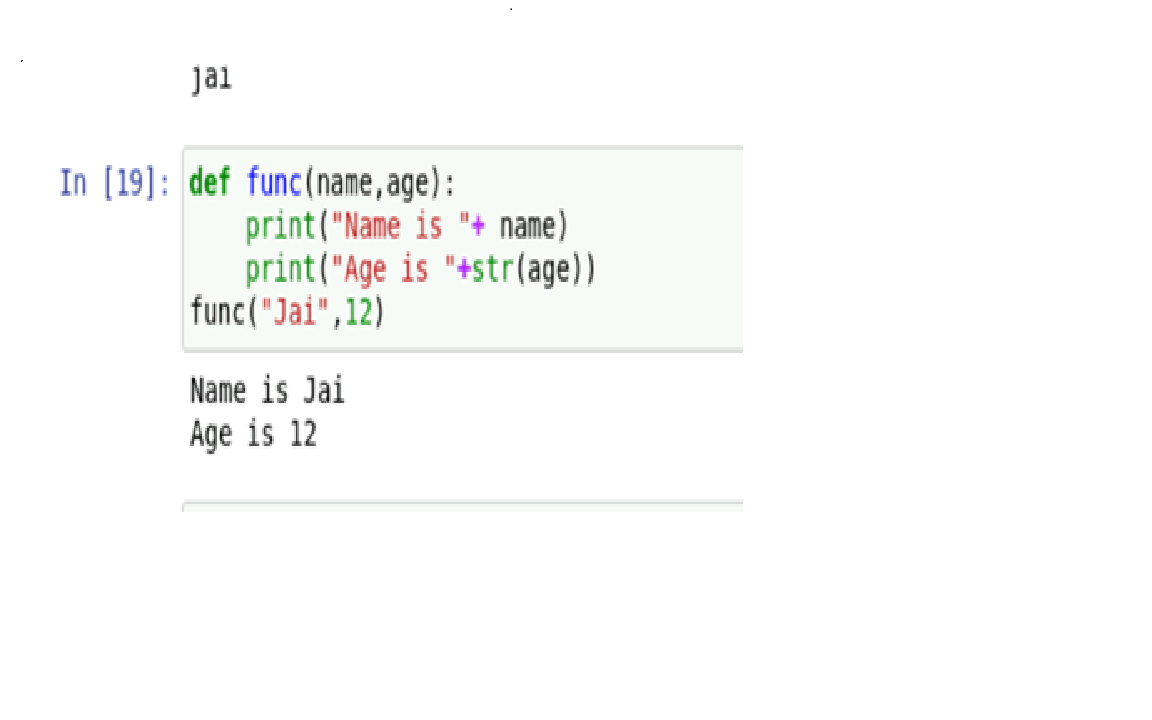 jai
In [19]: def func(name,age):
    print("Name is "+ name)
    print("Age is "+str(age))
func("Jai",12)
Name is Jai
Age is 12